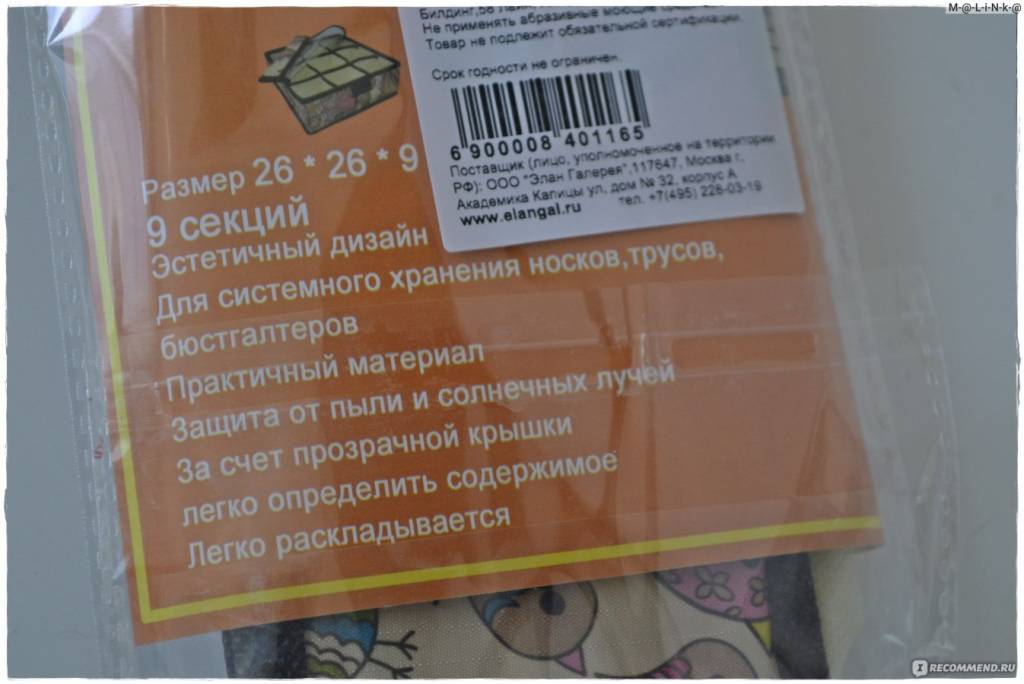 M-@-L-i-N-k-@
Билдинг,58
Не применять абразивные моющие
Товар не подлежит обязательной сертификации.
Срок годности не ограничен.
6 900008 401165
Поставщик (лицо, уполномоченное на территории
РФ): ООО "Элан Галерея",117647, Москва г,
Академика Капицы ул, дом № 32, корпус А
тел. +7(495) 228-03-19
www.elangal.ru
Размер 26 * 26 * 9
9 секций
Эстетичный дизайн
Для системного хранения носков,трусов,
бюстгалтеров
Практичный материал
Защита от пыли и солнечных лучей
За счет прозрачной крышки
легко определить содержимое
Легко раскладывается
I RECOMMEND.RU